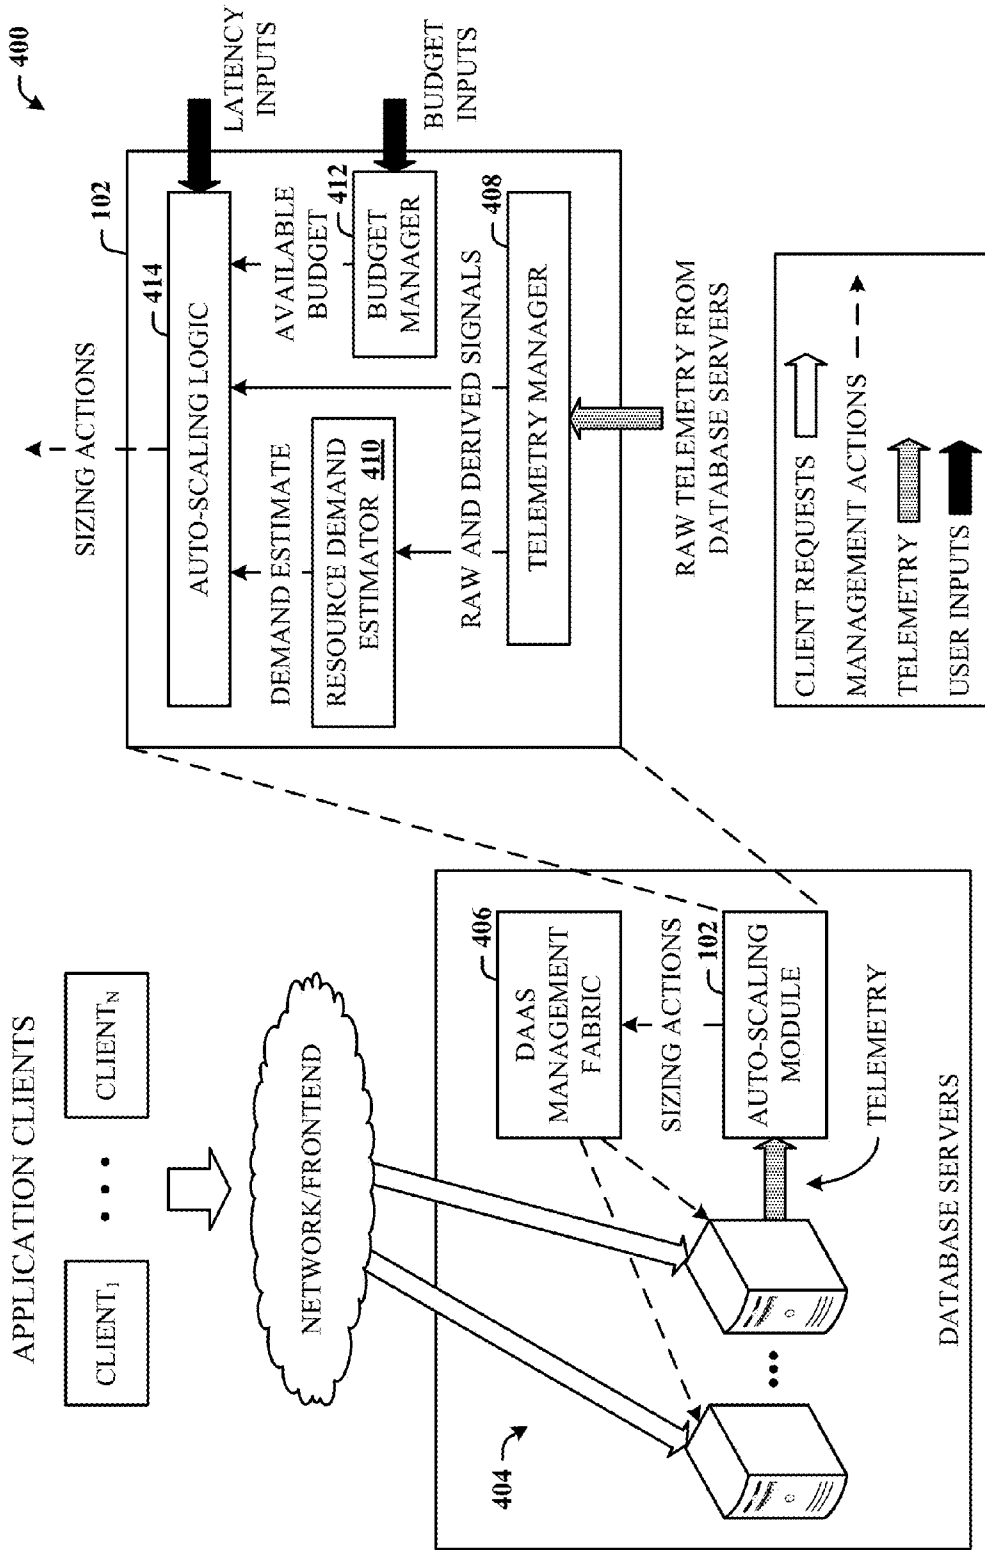 400
APPLICATION CLIENTS
CLIENT1
• • •
CLIENTN
NETWORK/FRONTEND
404
406
DAAS
MANAGEMENT
FABRIC
SIZING ACTIONS
102
AUTO-SCALING
MODULE
TELEMETRY
• • •
DATABASE SERVERS
SIZING ACTIONS
102
414
AUTO-SCALING LOGIC
LATENCY
INPUTS
DEMAND ESTIMATE
AVAILABLE
BUDGET
412
RESOURCE DEMAND
ESTIMATOR 410
BUDGET
MANAGER
BUDGET
INPUTS
RAW AND DERIVED SIGNALS
408
TELEMETRY MANAGER
RAW TELEMETRY FROM
DATABASE SERVERS
CLIENT REQUESTS
MANAGEMENT ACTIONS
TELEMETRY
USER INPUTS